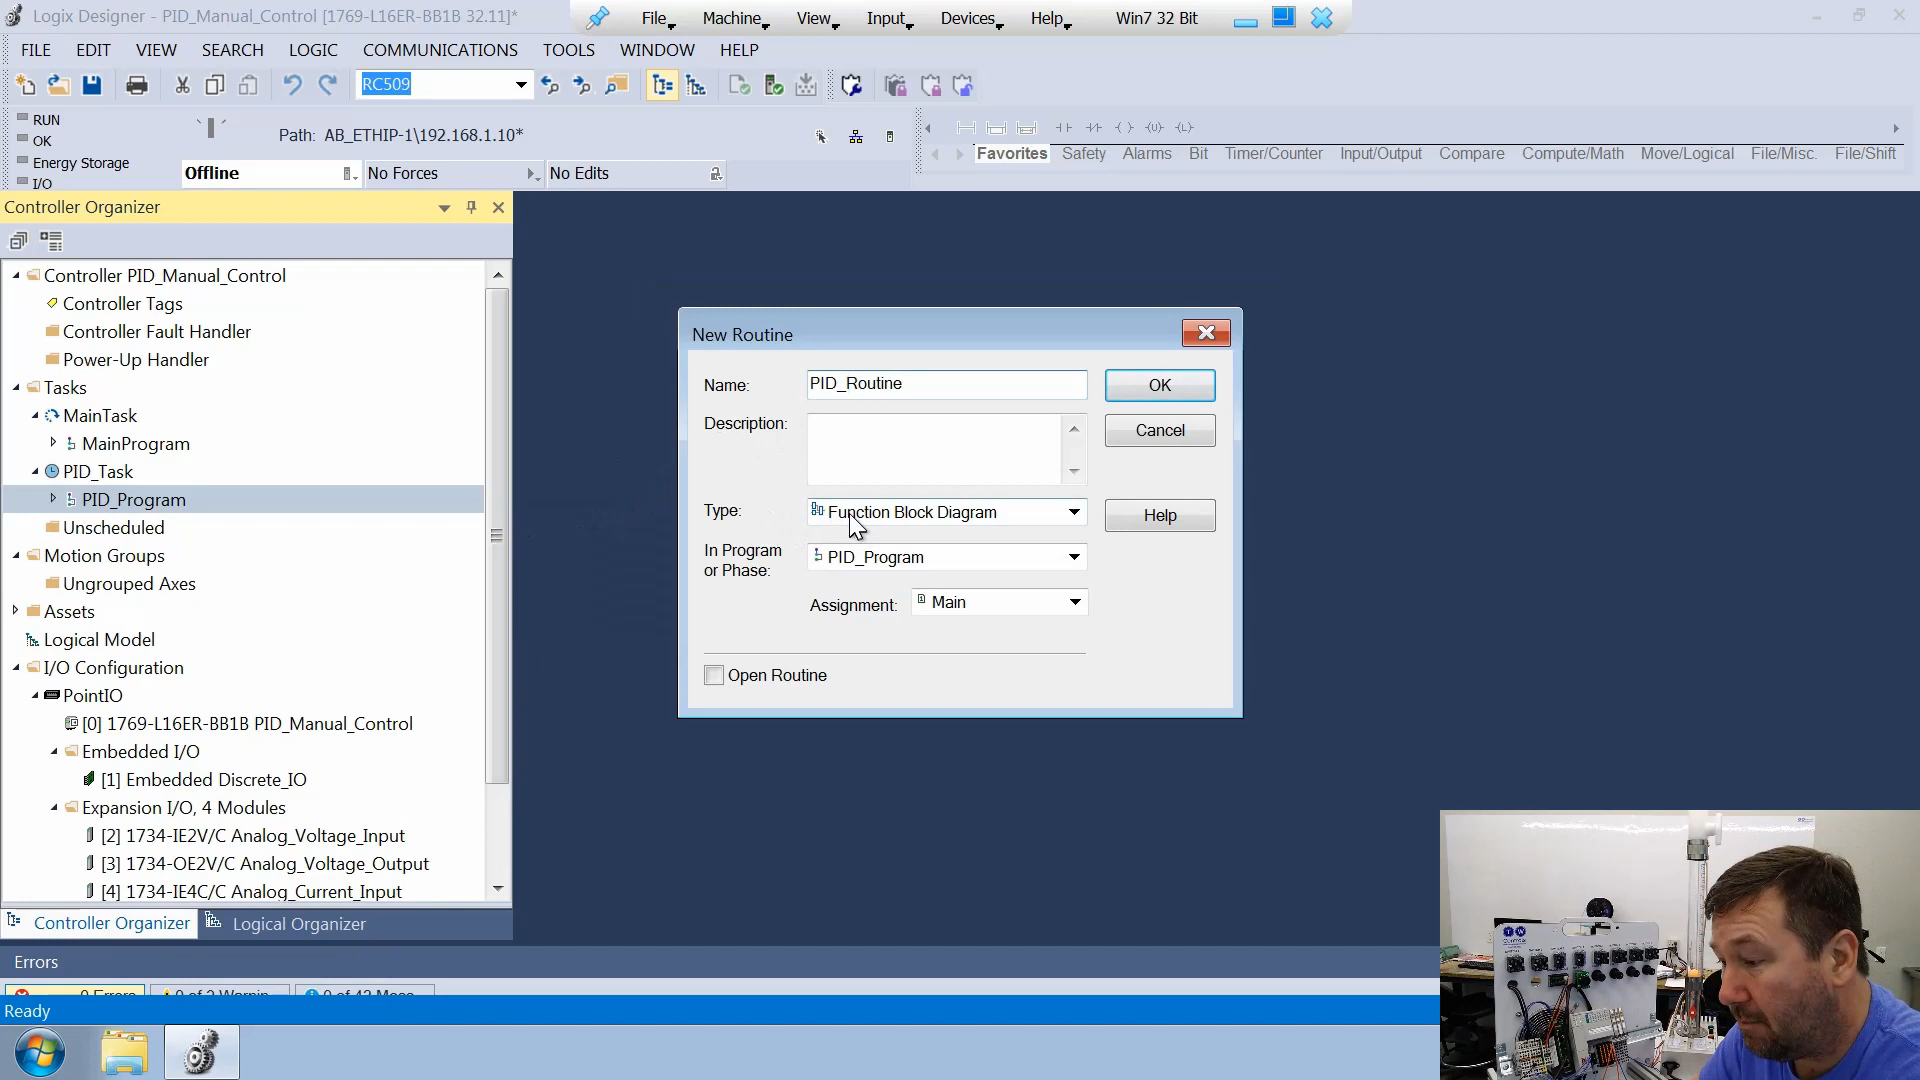 Logix Designer - PID_Manual_Control [1769-L16ER-BB1B 32.11]*
File Machine View Input Devices Help Win7 32 Bit
FILE EDIT VIEW SEARCH LOGIC COMMUNICATIONS TOOLS WINDOW HELP
RC509
RUN
OK
Energy Storage
I/O
Path: AB_ETHIP-1\192.168.1.10*
Offline No Forces No Edits
Favorites Safety Alarms Bit Timer/Counter Input/Output Compare Compute/Math Move/Logical File/Misc. File/Shift
Controller Organizer
Controller PID_Manual_Control
Controller Tags
Controller Fault Handler
Power-Up Handler
Tasks
MainTask
MainProgram
PID_Task
PID_Program
Unscheduled
Motion Groups
Ungrouped Axes
Assets
Logical Model
I/O Configuration
PointIO
[0] 1769-L16ER-BB1B PID_Manual_Control
Embedded I/O
[1] Embedded Discrete_IO
Expansion I/O, 4 Modules
[2] 1734-IE2V/C Analog_Voltage_Input
[3] 1734-OE2V/C Analog_Voltage_Output
[4] 1734-IE4C/C Analog_Current_Input
Controller Organizer Logical Organizer
New Routine
Name: PID_Routine
OK
Description:
Cancel
Type: Function Block Diagram
Help
In Program
or Phase: PID_Program
Assignment: Main
Open Routine
Errors
0 Errors
Ready
TW
Controls